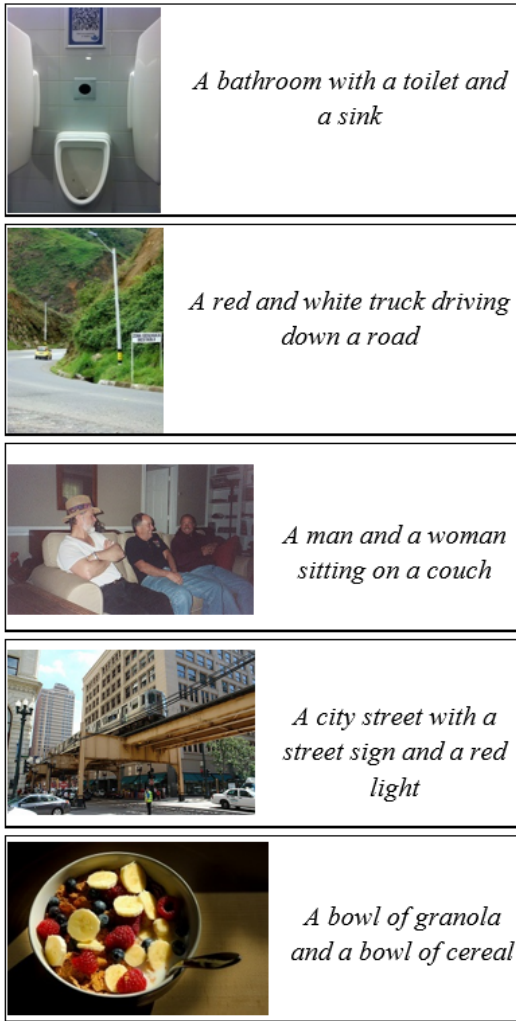 A bathroom with a toilet and
a sink
A red and white truck driving
down a road
A man and a woman
sitting on a couch
A city street with a
street sign and a red
light
A bowl of granola
and a bowl of cereal